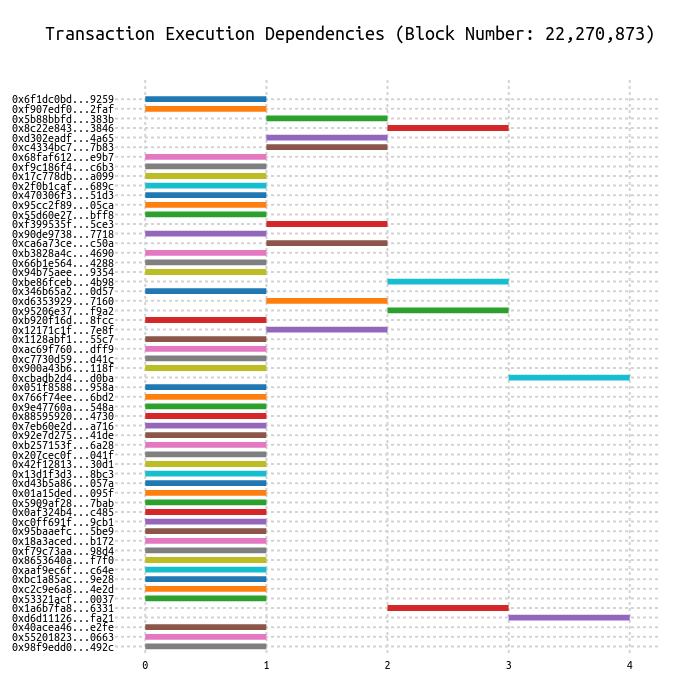 Transaction Execution Dependencies (Block Number: 22,270,873)
0x6f1dc0bd...9259
0xf907edf0...2faf
0x5b88bbfd...383b
0x8c22e843...3846
0xd302eadf...4a65
0xc4334bc7...7b83
0x68faf612...e9b7
0xf9c186f4...c6b3
0x17c778db...a099
0x2f0b1caf...689c
0x470306f3...51d3
0x95cc2f89...05ca
0x55d60e27...bff8
0xf399535f...5ce3
0x90de9738...7718
0xca6a73ce...c50a
0xb3828a4c...4690
0x66b1e564...4288
0x94b75aee...9354
0xbe86fceb...4b98
0x346b65a2...0d57
0xd6353929...7160
0x95206e37...f9a2
0xb920f16d...8fcc
0x12171c1f...7e8f
0x1128abf1...55c7
0xac69f760...dff9
0xc7730d59...d41c
0x900a43b6...118f
0xcbadb2d4...d0ba
0x051f8588...958a
0x766f74ee...6bd2
0x9e47760a...548a
0x88595920...4730
0x7eb60e2d...a716
0x92e7d275...41de
0xb257153f...6a28
0x207cec0f...041f
0x42f12813...30d1
0x13d1f3d3...8bc3
0xd43b5a86...057a
0x01a15ded...095f
0x5909af28...7bab
0x0af324b4...c485
0xc0ff691f...9cb1
0x95baaefc...5be9
0x18a3aced...b172
0xf79c73aa...98d4
0x8653640a...f7f0
0xaaf9ec6f...c64e
0xbc1a85ac...9e28
0xc2c9e6a8...4e2d
0x53321acf...0037
0x1a6b7fa8...6331
0xd6d11126...fa21
0x40acea46...e2fe
0x55201823...0663
0x98f9edd0...492c
0 1 2 3 4